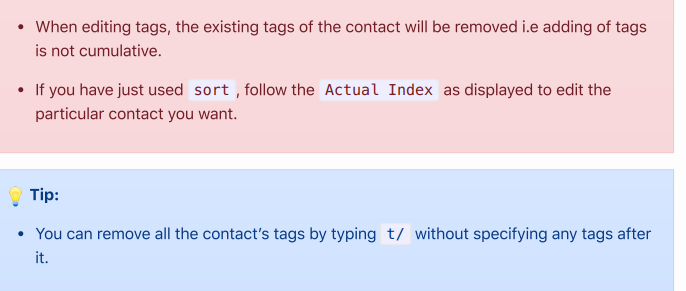 • When editing tags, the existing tags of the contact will be removed i.e adding of tags
is not cumulative.
• If you have just used sort, follow the Actual Index as displayed to edit the
particular contact you want.
💡 Tip:
• You can remove all the contact’s tags by typing t/ without specifying any tags after
it.